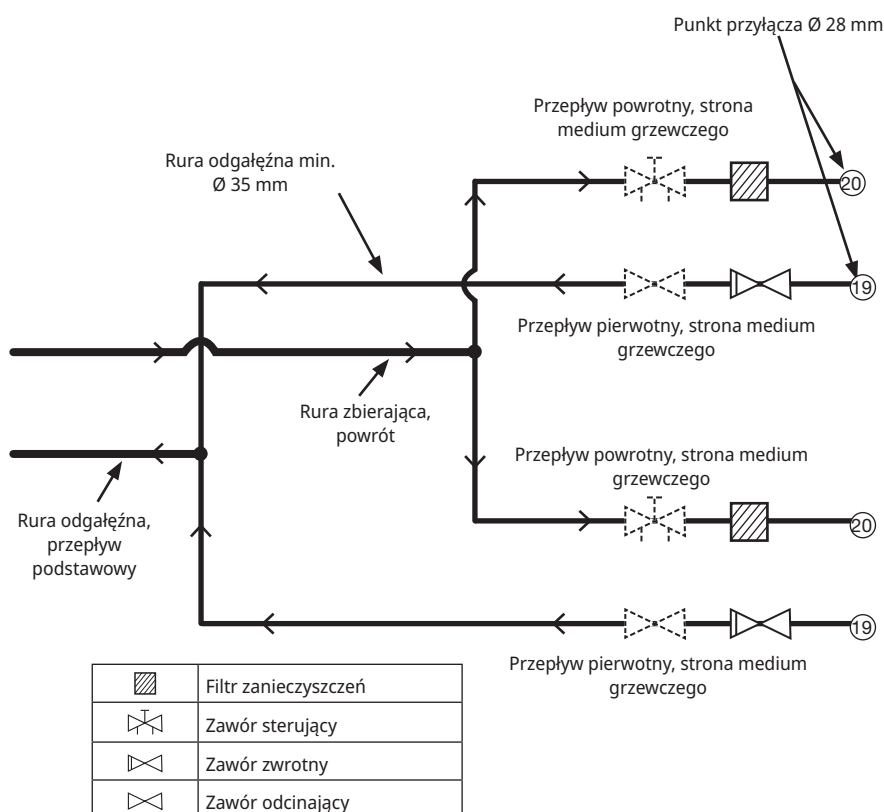 Punkt przyłącza Ø 28 mm
Przepływ powrotny, strona
medium grzewczego
Rura odgałęźna min.
Ø 35 mm
20
19
Przepływ pierwotny, strona medium
grzewczego
Rura zbierająca,
powrót
Przepływ powrotny, strona medium
grzewczego
Rura odgałęźna,
przepływ
podstawowy
20
19
Przepływ pierwotny, strona medium
grzewczego
Filtr zanieczyszczeń
Zawór sterujący
Zawór zwrotny
Zawór odcinający